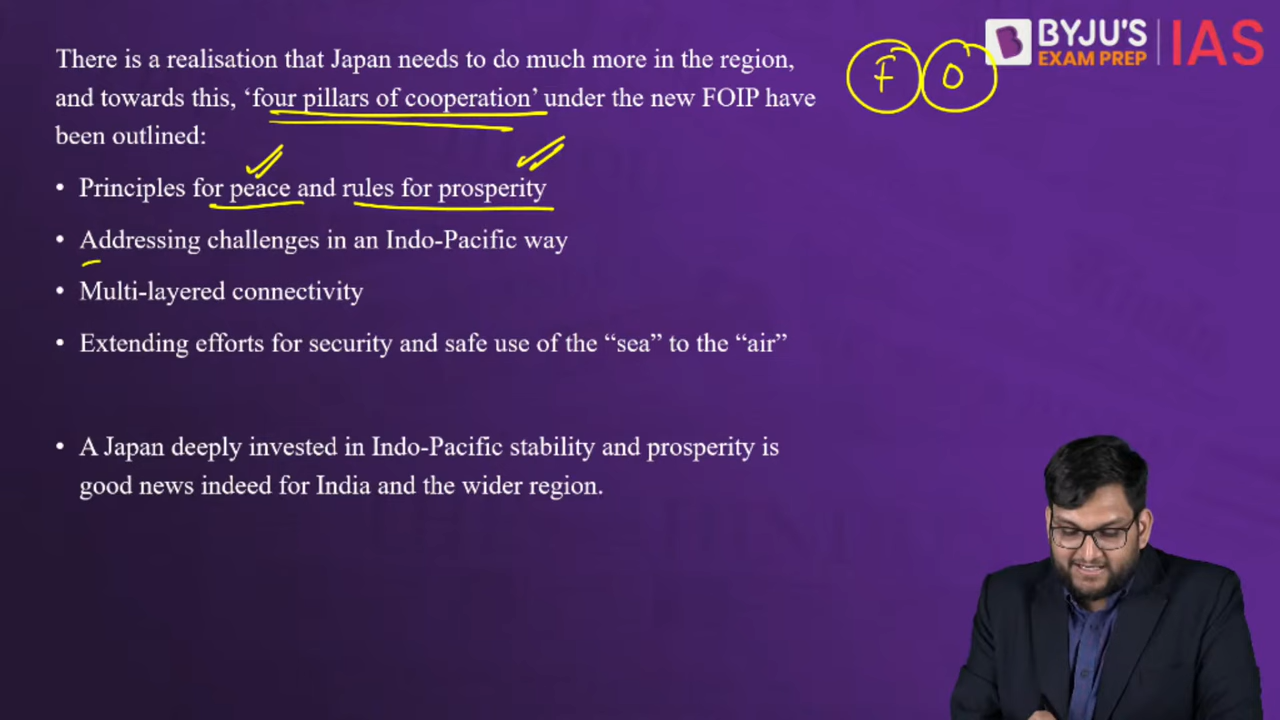 BYJU'S
EXAM PREP
IAS
F O
There is a realisation that Japan needs to do much more in the region,
and towards this, ‘four pillars of cooperation’ under the new FOIP have
been outlined:
• Principles for peace and rules for prosperity
• Addressing challenges in an Indo-Pacific way
• Multi-layered connectivity
• Extending efforts for security and safe use of the “sea” to the “air”
• A Japan deeply invested in Indo-Pacific stability and prosperity is
good news indeed for India and the wider region.